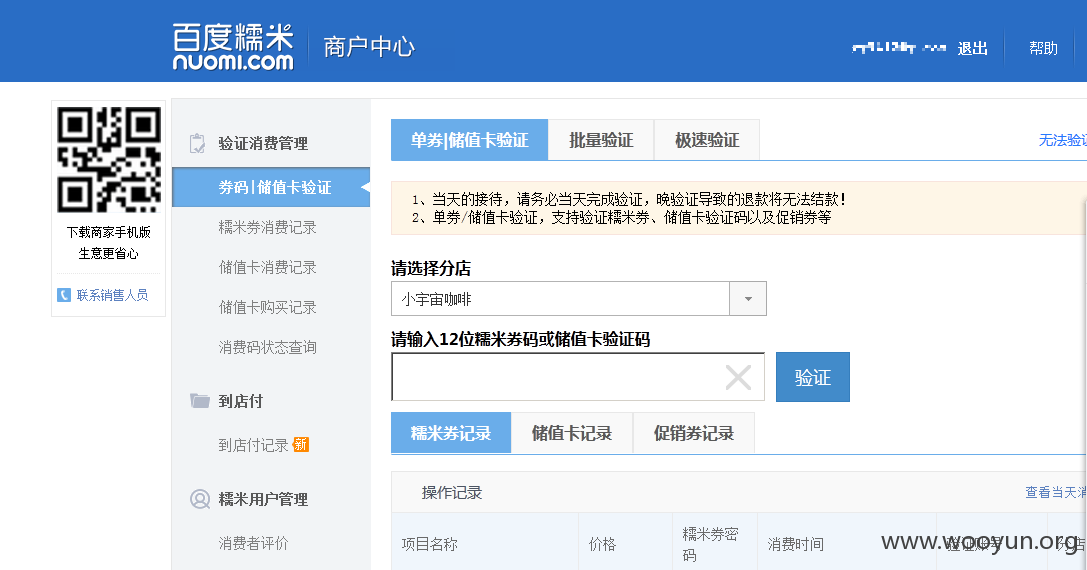 百度糯米
nuomi.com
商户中心
退出
帮助
下载商家手机版
生意更省心
联系销售人员
验证消费管理
券码|储值卡验证
糯米券消费记录
储值卡消费记录
储值卡购买记录
消费码状态查询
到店付
到店付记录 新
糯米用户管理
消费者评价
单券|储值卡验证
批量验证
极速验证
无法验证
1、当天的接待，请务必当天完成验证，晚验证导致的退款将无法结款！
2、单券/储值卡验证，支持验证糯米券、储值卡验证码以及促销券等
请选择分店
小宇宙咖啡
请输入12位糯米券码或储值卡验证码
验证
糯米券记录
储值卡记录
促销券记录
操作记录
查看当天消
项目名称
价格
糯米券密
码
消费时间
验证账号
www.wooyun.org